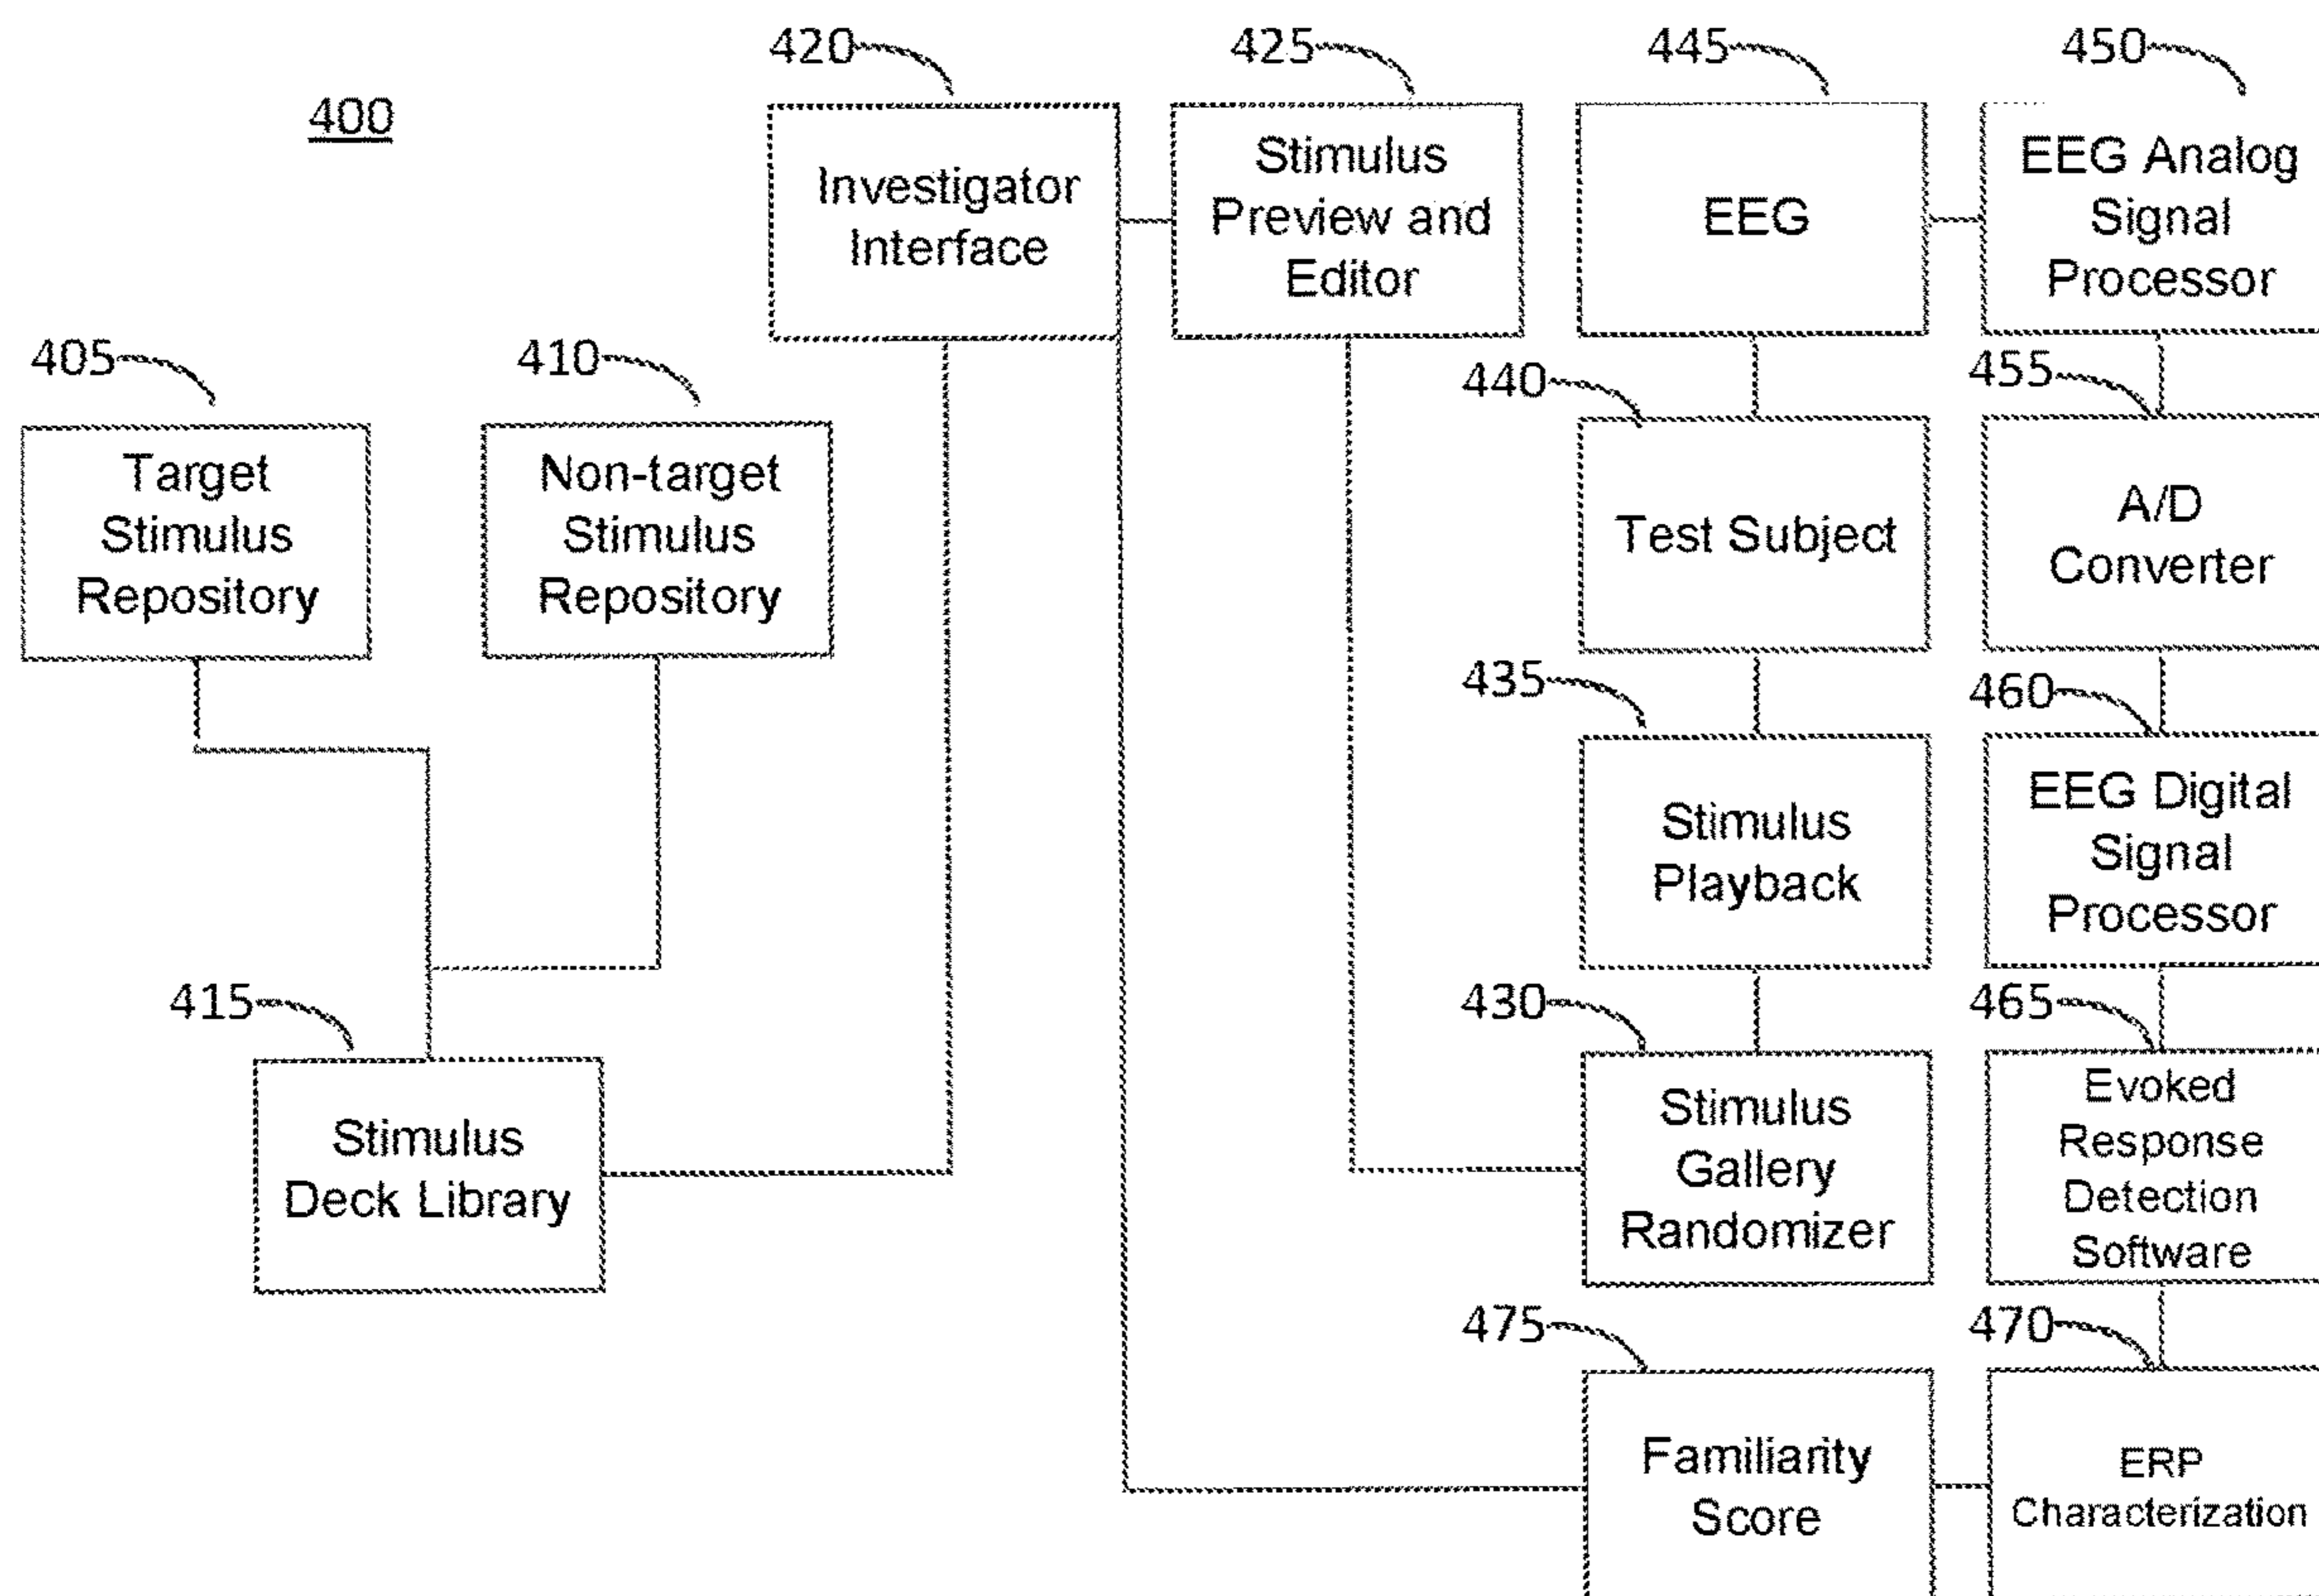 400
420
Investigator
Interface
425
Stimulus
Preview and
Editor
445
EEG
450
EEG Analog
Signal
Processor
405
Target
Stimulus
Repository
410
Non-target
Stimulus
Repository
440
Test Subject
455
A/D
Converter
435
Stimulus
Playback
460
EEG Digital
Signal
Processor
415
Stimulus
Deck Library
430
Stimulus
Gallery
Randomizer
465
Evoked
Response
Detection
Software
475
Familiarity
Score
470
ERP
Characterization